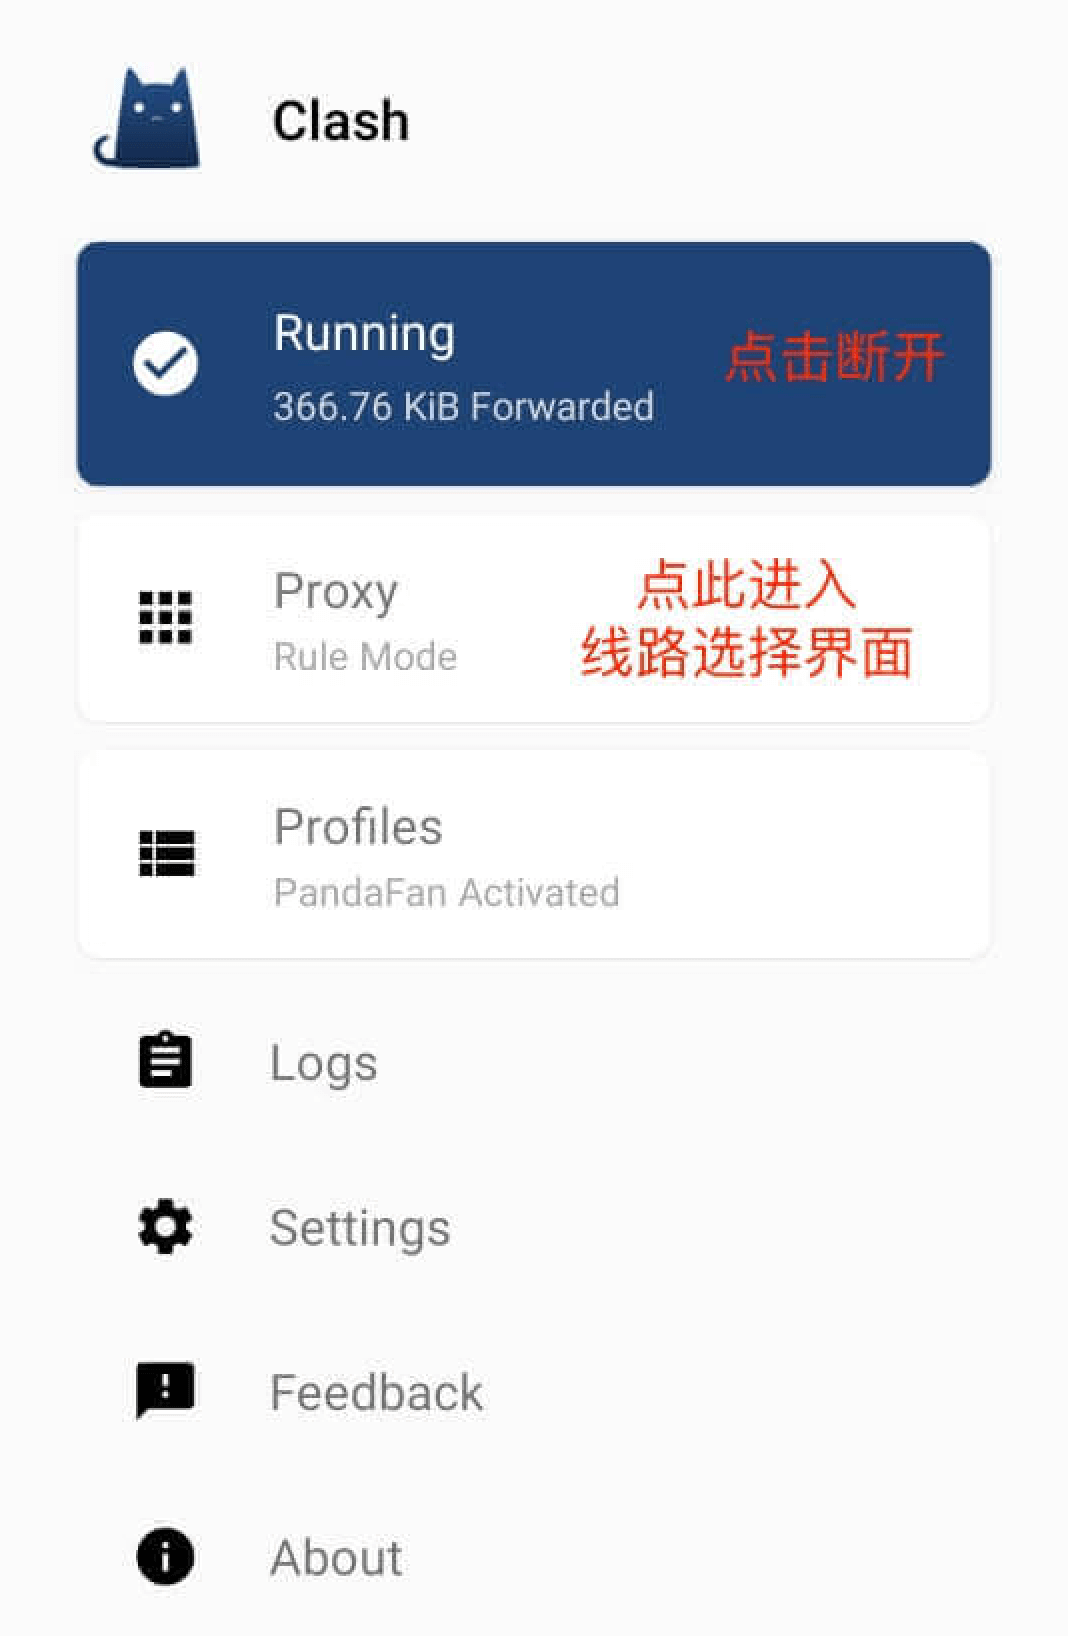 Clash
Running
点击断开
366.76 KiB Forwarded
Proxy
点此进入
Rule Mode
线路选择界面
Profiles
PandaFan Activated
Logs
Settings
Feedback
About